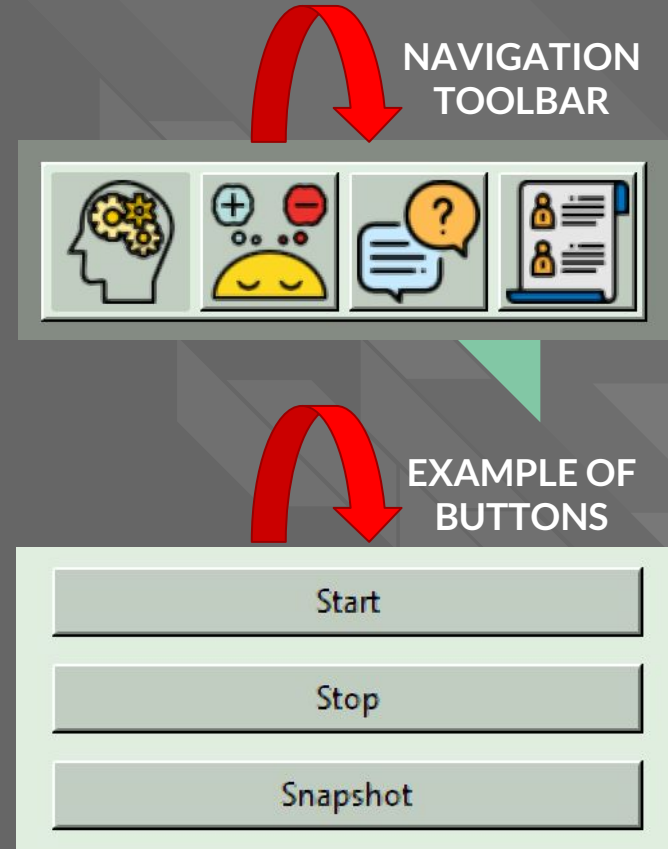 NAVIGATION
TOOLBAR
?
EXAMPLE OF
BUTTONS
Start
Stop
Snapshot